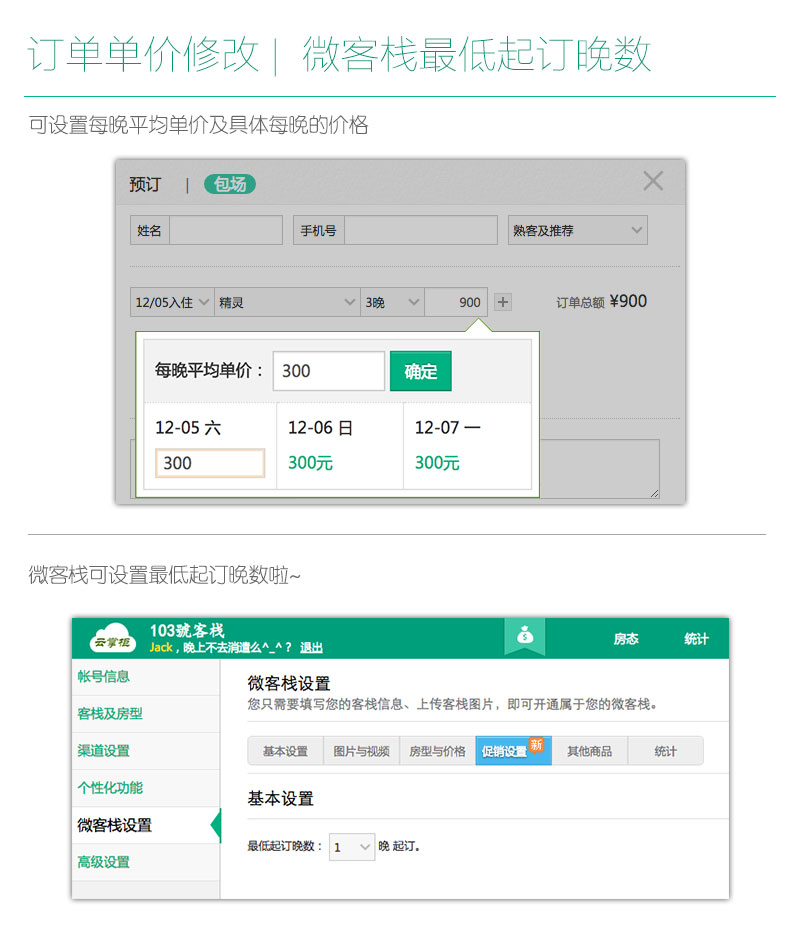 订单单价修改 | 微客栈最低起订晚数
可设置每晚平均单价及具体每晚的价格
预订 | 包场
姓名 手机号 熟客及推荐
12/05入住 精灵 3晚 900 + 订单总额 ¥900
每晚平均单价： 300 确定
12-05 六 12-06 日 12-07 一
300 300元 300元
微客栈可设置最低起订晚数啦~
云掌柜 103號客栈 $ 房态 统计
Jack，晚上不去消遣么^_^？ 退出
帐号信息
客栈及房型
渠道设置
个性化功能
微客栈设置
高级设置
微客栈设置
您只需要填写您的客栈信息、上传客栈图片，即可开通属于您的微客栈。
基本设置 图片与视频 房型与价格 促销设置 新 其他商品 统计
基本设置
最低起订晚数： 1 晚 起订。